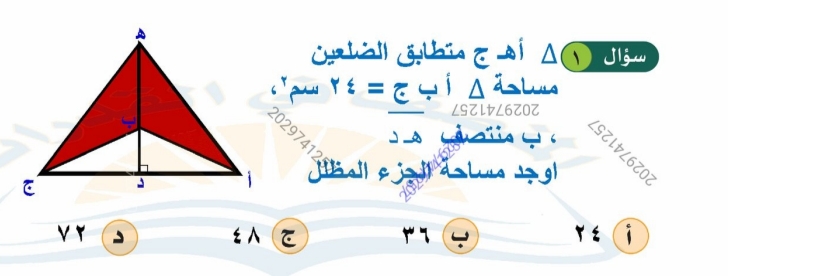 سؤال ١ Δ أ هـ ج متطابق الضلعين
مساحة Δ أ ب ج = ٢٤ سم٢،
2029741257
، ب منتصف هـ د
2029741257
2029741257
اوجد مساحة الجزء المظلل
هـ
ب
ج
د
أ
أ ٢٤
ب ٣٦
ج ٤٨
د ٧٢